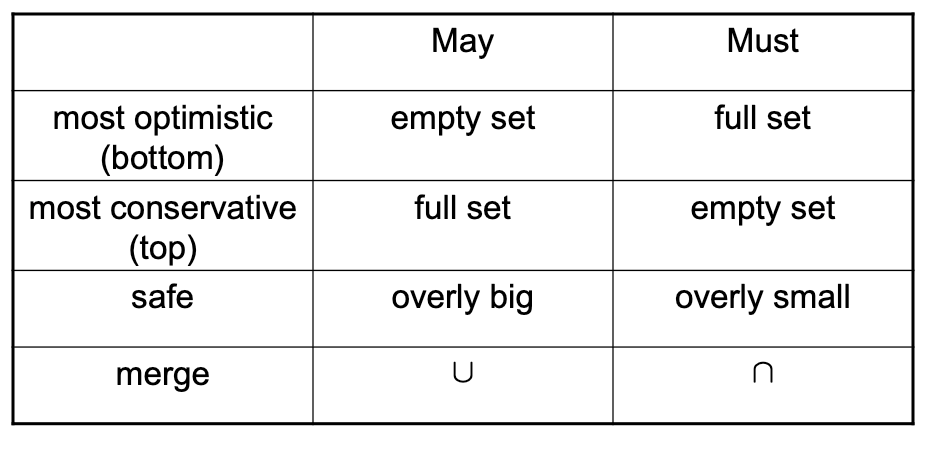 May Must
most optimistic
(bottom) empty set full set
most conservative
(top) full set empty set
safe overly big overly small
merge ∪ ∩